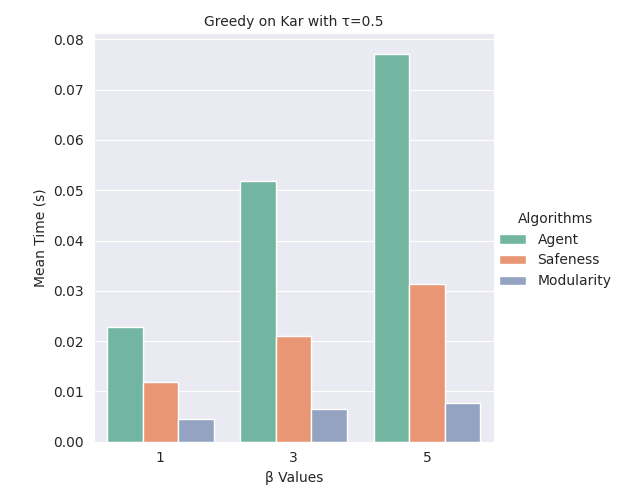 Greedy on Kar with τ=0.5
0.08
0.07
0.06
0.05
0.04
0.03
0.02
0.01
0.00
Mean Time (s)
1
3
5
β Values
Algorithms
Agent
Safeness
Modularity